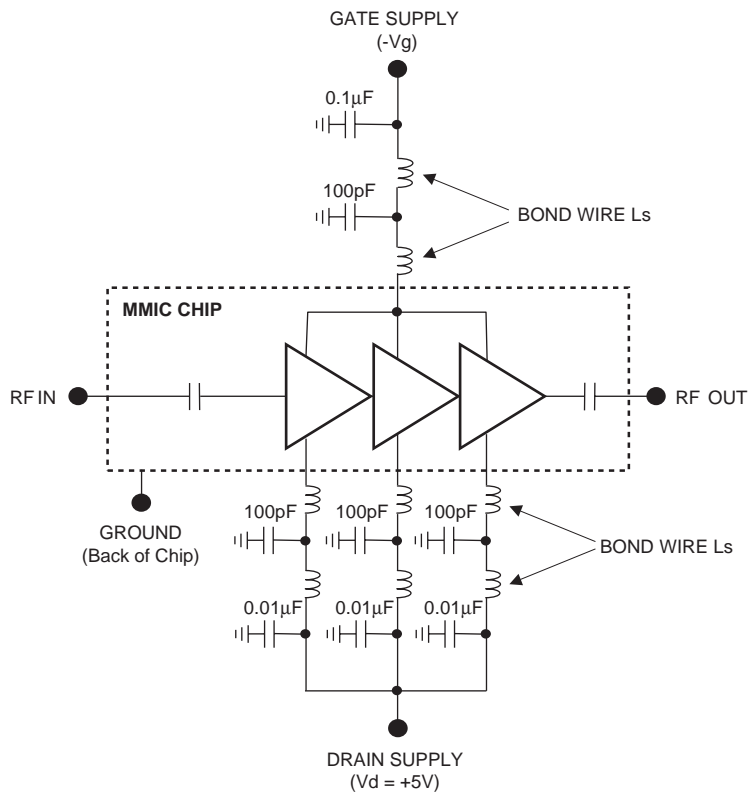 GATE SUPPLY
(-Vg)
0.1μF
100pF
BOND WIRE Ls
MMIC CHIP
RF IN
RF OUT
100pF
100pF
100pF
GROUND
(Back of Chip)
BOND WIRE Ls
0.01μF
0.01μF
0.01μF
DRAIN SUPPLY
(Vd = +5V)